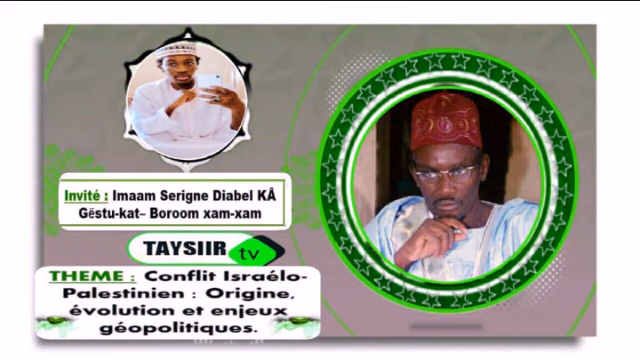 Invité : Imaam Serigne Diabel KÂ
Gëstu-kat– Boroom xam-xam
TAYSIIR tv
THEME : Conflit Israélo-
Palestinien : Origine,
évolution et enjeux
géopolitiques.